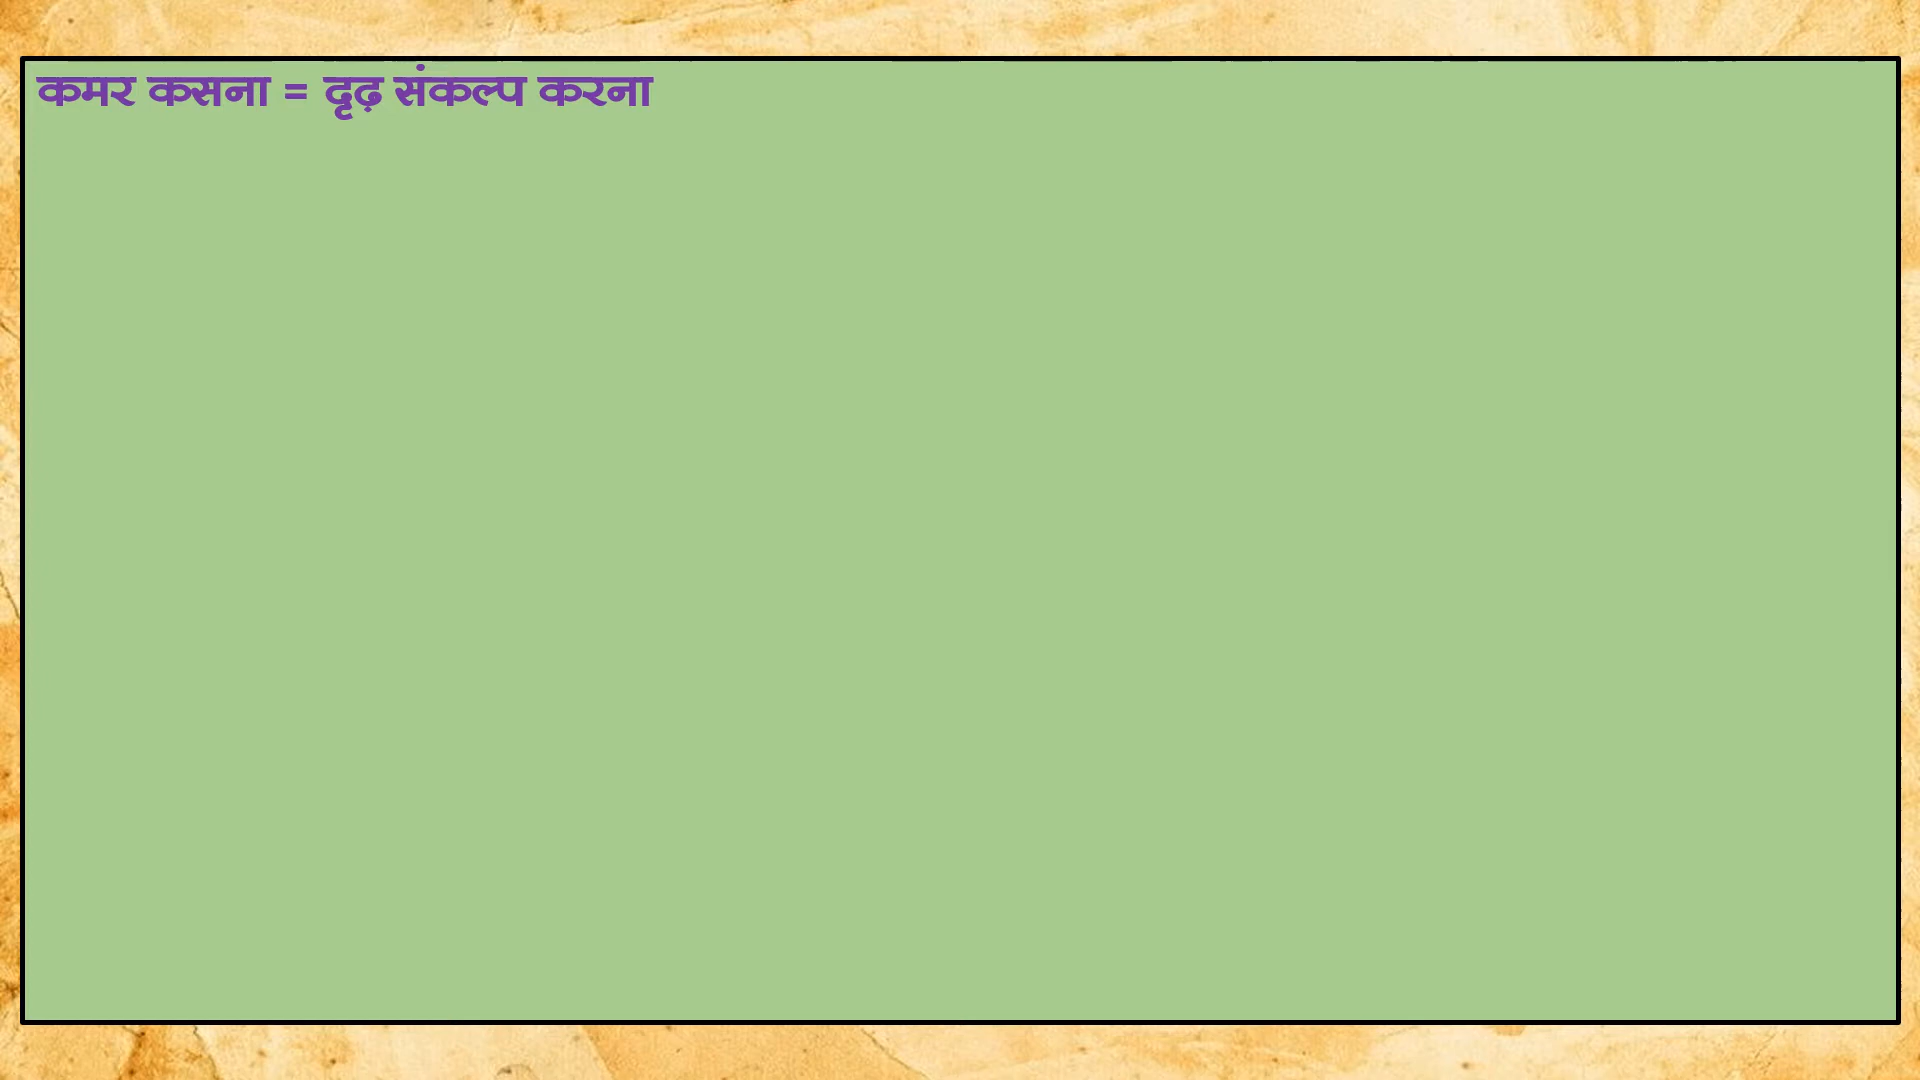 कमर कसना = दृढ़ संकल्प करना